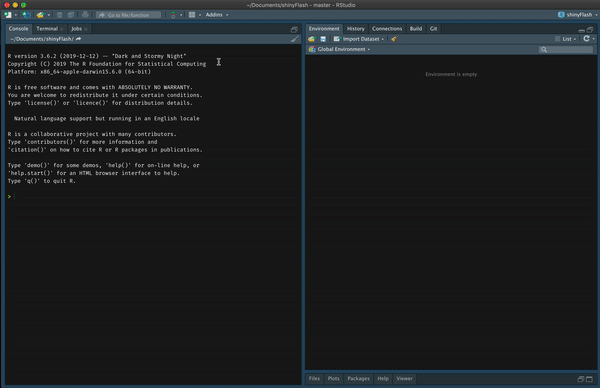 ~/Documents/shinyFlash - master - RStudio
Go to file/function
Addins
shinyFlash
Console Terminal Jobs
~/Documents/shinyFlash
R version 3.6.2 (2019-12-12) -- "Dark and Stormy Night"
Copyright (C) 2019 The R Foundation for Statistical Computing
Platform: x86_64-apple-darwin15.6.0 (64-bit)
R is free software and comes with ABSOLUTELY NO WARRANTY.
You are welcome to redistribute it under certain conditions.
Type 'license()' or 'licence()' for distribution details.
Natural language support but running in an English locale
R is a collaborative project with many contributors.
Type 'contributors()' for more information and
'citation()' on how to cite R or R packages in publications.
Type 'demo()' for some demos, 'help()' for on-line help, or
'help.start()' for an HTML browser interface to help.
Type 'q()' to quit R.
>
Environment History Connections Build Git
Import Dataset
List
Global Environment
Environment is empty
Files Plots Packages Help Viewer